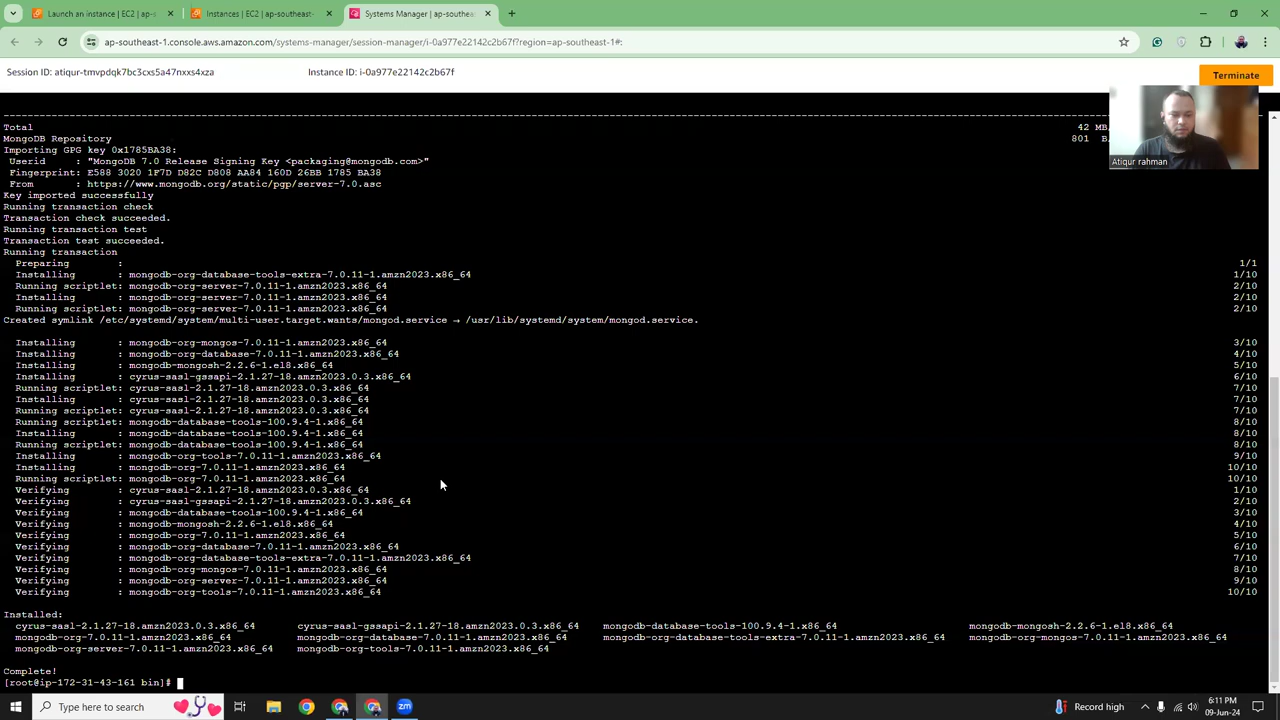 Launch an instance | EC2 | ap-s
Instances | EC2 | ap-southeast-
Systems Manager | ap-southeas
ap-southeast-1.console.aws.amazon.com/systems-manager/session-manager/i-0a977e22142c2b67f?region=ap-southeast-1#:
Session ID: atiqur-tmvpdqk7bc3cxs5a47nxxs4xza
Instance ID: i-0a977e22142c2b67f
Terminate
Total 42 MB
MongoDB Repository 801 B
Importing GPG key 0x1785BA38:
Userid : "MongoDB 7.0 Release Signing Key <packaging@mongodb.com>"
Fingerprint: E588 3020 1F7D D82C D808 AA84 160D 26BB 1785 BA38
From : https://www.mongodb.org/static/pgp/server-7.0.asc
Key imported successfully
Running transaction check
Transaction check succeeded.
Running transaction test
Transaction test succeeded.
Running transaction
Preparing : 1/1
Installing : mongodb-org-database-tools-extra-7.0.11-1.amzn2023.x86_64 1/10
Running scriptlet: mongodb-org-server-7.0.11-1.amzn2023.x86_64 2/10
Installing : mongodb-org-server-7.0.11-1.amzn2023.x86_64 2/10
Running scriptlet: mongodb-org-server-7.0.11-1.amzn2023.x86_64 2/10
Created symlink /etc/systemd/system/multi-user.target.wants/mongod.service → /usr/lib/systemd/system/mongod.service.
Installing : mongodb-org-mongos-7.0.11-1.amzn2023.x86_64 3/10
Installing : mongodb-org-database-7.0.11-1.amzn2023.x86_64 4/10
Installing : mongodb-mongosh-2.2.6-1.el8.x86_64 5/10
Installing : cyrus-sasl-gssapi-2.1.27-18.amzn2023.0.3.x86_64 6/10
Running scriptlet: cyrus-sasl-2.1.27-18.amzn2023.0.3.x86_64 7/10
Installing : cyrus-sasl-2.1.27-18.amzn2023.0.3.x86_64 7/10
Running scriptlet: cyrus-sasl-2.1.27-18.amzn2023.0.3.x86_64 7/10
Running scriptlet: mongodb-database-tools-100.9.4-1.x86_64 8/10
Installing : mongodb-database-tools-100.9.4-1.x86_64 8/10
Running scriptlet: mongodb-database-tools-100.9.4-1.x86_64 8/10
Installing : mongodb-org-tools-7.0.11-1.amzn2023.x86_64 9/10
Installing : mongodb-org-7.0.11-1.amzn2023.x86_64 10/10
Running scriptlet: mongodb-org-7.0.11-1.amzn2023.x86_64 10/10
Verifying : cyrus-sasl-2.1.27-18.amzn2023.0.3.x86_64 1/10
Verifying : cyrus-sasl-gssapi-2.1.27-18.amzn2023.0.3.x86_64 2/10
Verifying : mongodb-database-tools-100.9.4-1.x86_64 3/10
Verifying : mongodb-mongosh-2.2.6-1.el8.x86_64 4/10
Verifying : mongodb-org-7.0.11-1.amzn2023.x86_64 5/10
Verifying : mongodb-org-database-7.0.11-1.amzn2023.x86_64 6/10
Verifying : mongodb-org-database-tools-extra-7.0.11-1.amzn2023.x86_64 7/10
Verifying : mongodb-org-mongos-7.0.11-1.amzn2023.x86_64 8/10
Verifying : mongodb-org-server-7.0.11-1.amzn2023.x86_64 9/10
Verifying : mongodb-org-tools-7.0.11-1.amzn2023.x86_64 10/10
Installed:
cyrus-sasl-2.1.27-18.amzn2023.0.3.x86_64 cyrus-sasl-gssapi-2.1.27-18.amzn2023.0.3.x86_64 mongodb-database-tools-100.9.4-1.x86_64 mongodb-mongosh-2.2.6-1.el8.x86_64
mongodb-org-7.0.11-1.amzn2023.x86_64 mongodb-org-database-7.0.11-1.amzn2023.x86_64 mongodb-org-database-tools-extra-7.0.11-1.amzn2023.x86_64 mongodb-org-mongos-7.0.11-1.amzn2023.x86_64
mongodb-org-server-7.0.11-1.amzn2023.x86_64 mongodb-org-tools-7.0.11-1.amzn2023.x86_64
Complete!
[root@ip-172-31-43-161 bin]#
Atiqur rahman
Type here to search
zm
Record high
6:11 PM
09-Jun-24